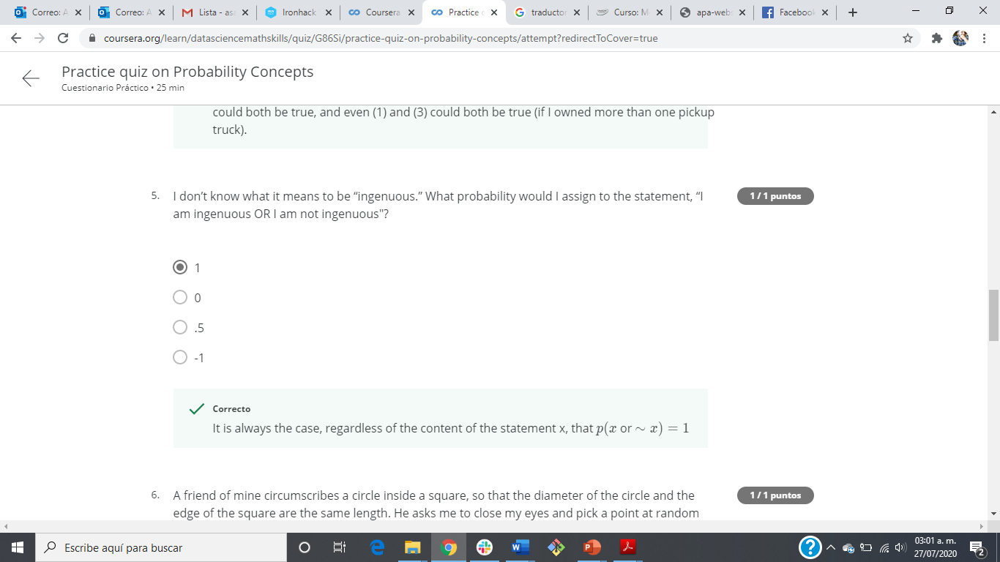 Correo: A
Correo: A
Lista - as
Ironhack
Coursera
Practice
traductor
Curso: M
apa-web
Facebook
coursera.org/learn/datasciencemathskills/quiz/G86Si/practice-quiz-on-probability-concepts/attempt?redirectToCover=true
Practice quiz on Probability Concepts
Cuestionario Práctico • 25 min
could both be true, and even (1) and (3) could both be true (if I owned more than one pickup
truck).
5. I don't know what it means to be “ingenuous.” What probability would I assign to the statement, “I
am ingenuous OR I am not ingenuous"?
1 / 1 puntos
1
0
.5
-1
Correcto
It is always the case, regardless of the content of the statement x, that p(x or ∼ x) = 1
6. A friend of mine circumscribes a circle inside a square, so that the diameter of the circle and the
edge of the square are the same length. He asks me to close my eyes and pick a point at random
1 / 1 puntos
Escribe aquí para buscar
03:01 a. m.
27/07/2020
2